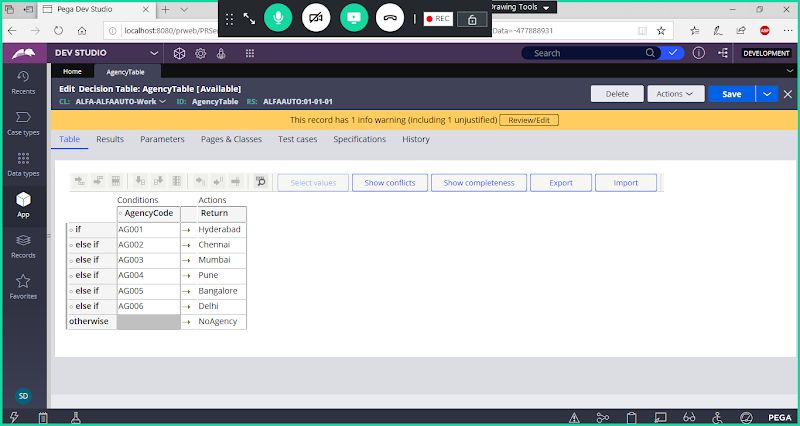 Pega Dev Studio
localhost:8080/prweb/PRSe
Data=-477888931
Drawing Tools
REC
DEV STUDIO
Search
DEVELOPMENT
Home
AgencyTable
Recents
Case types
Data types
App
Records
Favorites
SD
Edit Decision Table: AgencyTable [Available]
CL: ALFA-ALFAAUTO-Work ID: AgencyTable RS: ALFAAUTO:01-01-01
Delete
Actions
Save
This record has 1 info warning (including 1 unjustified) Review/Edit
Table Results Parameters Pages & Classes Test cases Specifications History
Select values Show conflicts Show completeness Export Import
Conditions Actions
AgencyCode Return
if AG001 → Hyderabad
else if AG002 → Chennai
else if AG003 → Mumbai
else if AG004 → Pune
else if AG005 → Bangalore
else if AG006 → Delhi
otherwise → NoAgency
PEGA